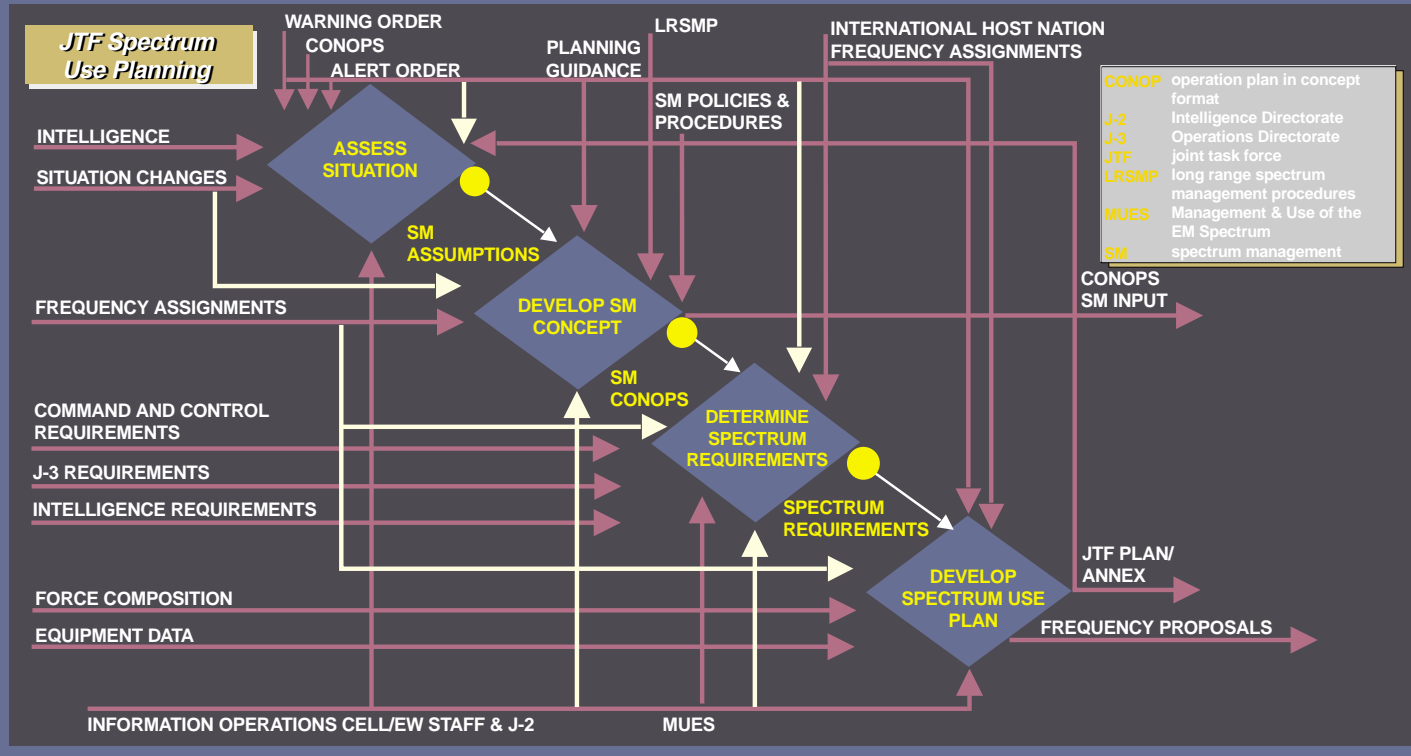 JTF Spectrum
Use Planning
WARNING ORDER
CONOPS
ALERT ORDER
PLANNING
GUIDANCE
LRSMP
SM POLICIES &
PROCEDURES
INTERNATIONAL HOST NATION
FREQUENCY ASSIGNMENTS
CONOP operation plan in concept
format
J-2 Intelligence Directorate
J-3 Operations Directorate
JTF joint task force
LRSMP long range spectrum
management procedures
MUES Management & Use of the
EM Spectrum
SM spectrum management
INTELLIGENCE
SITUATION CHANGES
ASSESS
SITUATION
SM
ASSUMPTIONS
FREQUENCY ASSIGNMENTS
DEVELOP SM
CONCEPT
CONOPS
SM INPUT
SM
CONOPS
COMMAND AND CONTROL
REQUIREMENTS
J-3 REQUIREMENTS
INTELLIGENCE REQUIREMENTS
DETERMINE
SPECTRUM
REQUIREMENTS
SPECTRUM
REQUIREMENTS
FORCE COMPOSITION
EQUIPMENT DATA
DEVELOP
SPECTRUM USE
PLAN
JTF PLAN/
ANNEX
FREQUENCY PROPOSALS
INFORMATION OPERATIONS CELL/EW STAFF & J-2
MUES